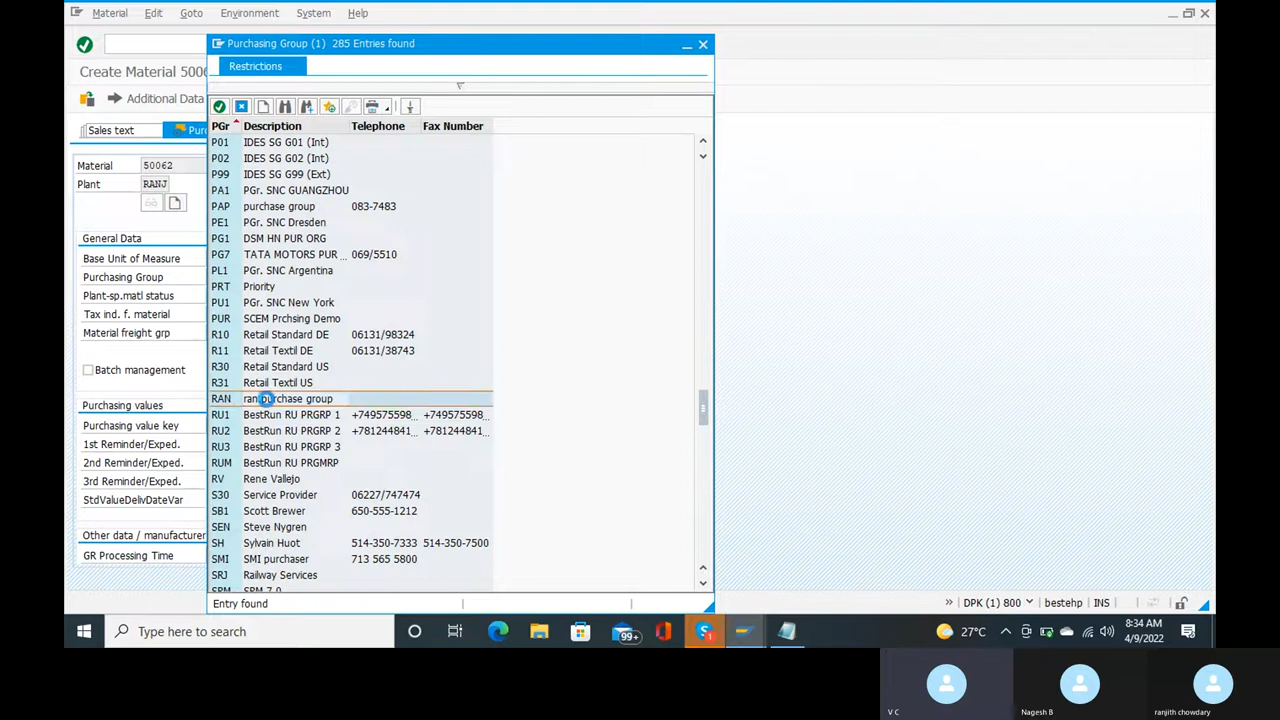 Material Edit Goto Environment System Help
Purchasing Group (1) 285 Entries found
Restrictions
Create Material 5006
Additional Data
Sales text
Purc
Material 50062
Plant RANJ
General Data
Base Unit of Measure
Purchasing Group
Plant-sp.matl status
Tax ind. f. material
Material freight grp
Batch management
Purchasing values
Purchasing value key
1st Reminder/Exped.
2nd Reminder/Exped.
3rd Reminder/Exped.
StdValueDelivDateVar
Other data / manufacturer
GR Processing Time
PGr Description Telephone Fax Number
P01 IDES SG G01 (Int)
P02 IDES SG G02 (Int)
P99 IDES SG G99 (Ext)
PA1 PGr. SNC GUANGZHOU
PAP purchase group 083-7483
PE1 PGr. SNC Dresden
PG1 DSM HN PUR ORG
PG7 TATA MOTORS PUR ... 069/5510
PL1 PGr. SNC Argentina
PRT Priority
PU1 PGr. SNC New York
PUR SCEM Prchsing Demo
R10 Retail Standard DE 06131/98324
R11 Retail Textil DE 06131/38743
R30 Retail Standard US
R31 Retail Textil US
RAN ran purchase group
RU1 BestRun RU PRGRP 1 +749575598... +749575598...
RU2 BestRun RU PRGRP 2 +781244841... +781244841...
RU3 BestRun RU PRGRP 3
RUM BestRun RU PRGMRP
RV Rene Vallejo
S30 Service Provider 06227/747474
SB1 Scott Brewer 650-555-1212
SEN Steve Nygren
SH Sylvain Huot 514-350-7333 514-350-7500
SMI SMI purchaser 713 565 5800
SRJ Railway Services
SRM SRM 7.0
Entry found
» DPK (1) 800 bestehp INS
Type here to search
99+
1
27°C
8:34 AM
4/9/2022
V C
Nagesh B
ranjith chowdary